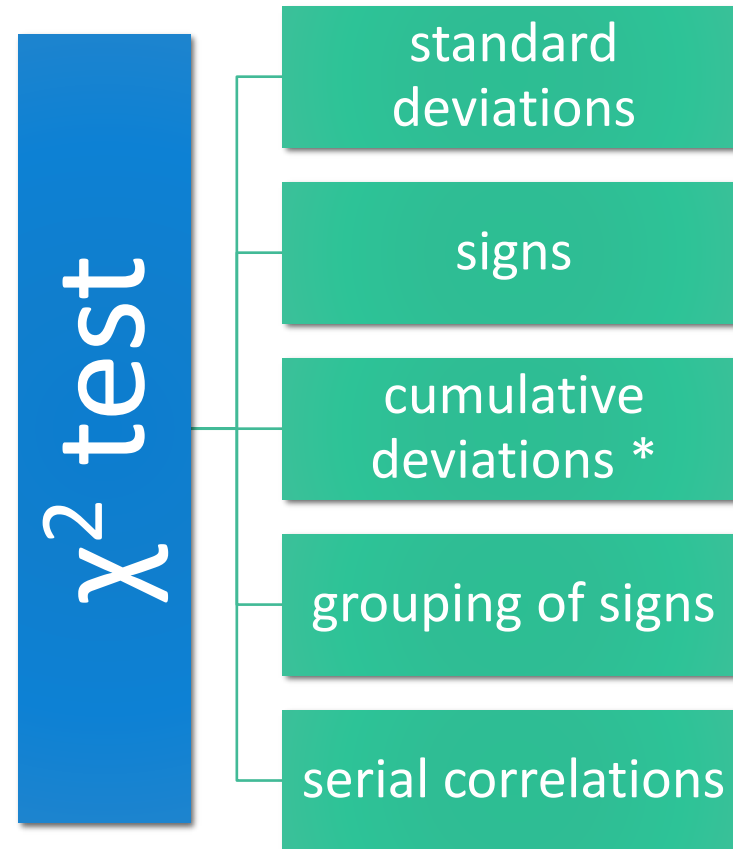 χ² test
standard
deviations
signs
cumulative
deviations *
grouping of signs
serial correlations